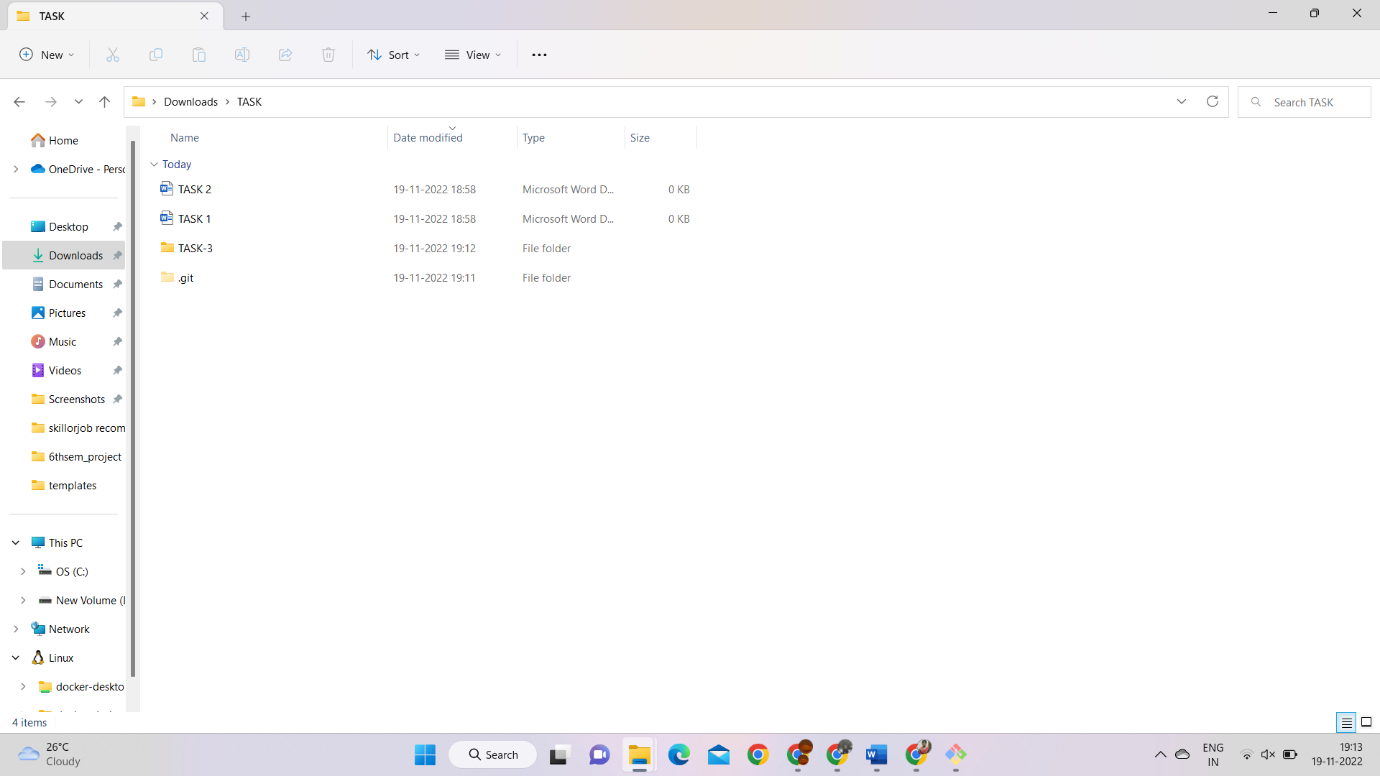 TASK
New
Sort
View
Downloads
TASK
Search TASK
Home
OneDrive - Perso
Desktop
Downloads
Documents
Pictures
Music
Videos
Screenshots
skillorjob recom
6thsem_project
templates
This PC
OS (C:)
New Volume (
Network
Linux
docker-deskto
Name Date modified Type Size
Today
TASK 2 19-11-2022 18:58 Microsoft Word D... 0 KB
TASK 1 19-11-2022 18:58 Microsoft Word D... 0 KB
TASK-3 19-11-2022 19:12 File folder
.git 19-11-2022 19:11 File folder
4 items
26°C
Cloudy
Search
ENG
IN
19:13
19-11-2022